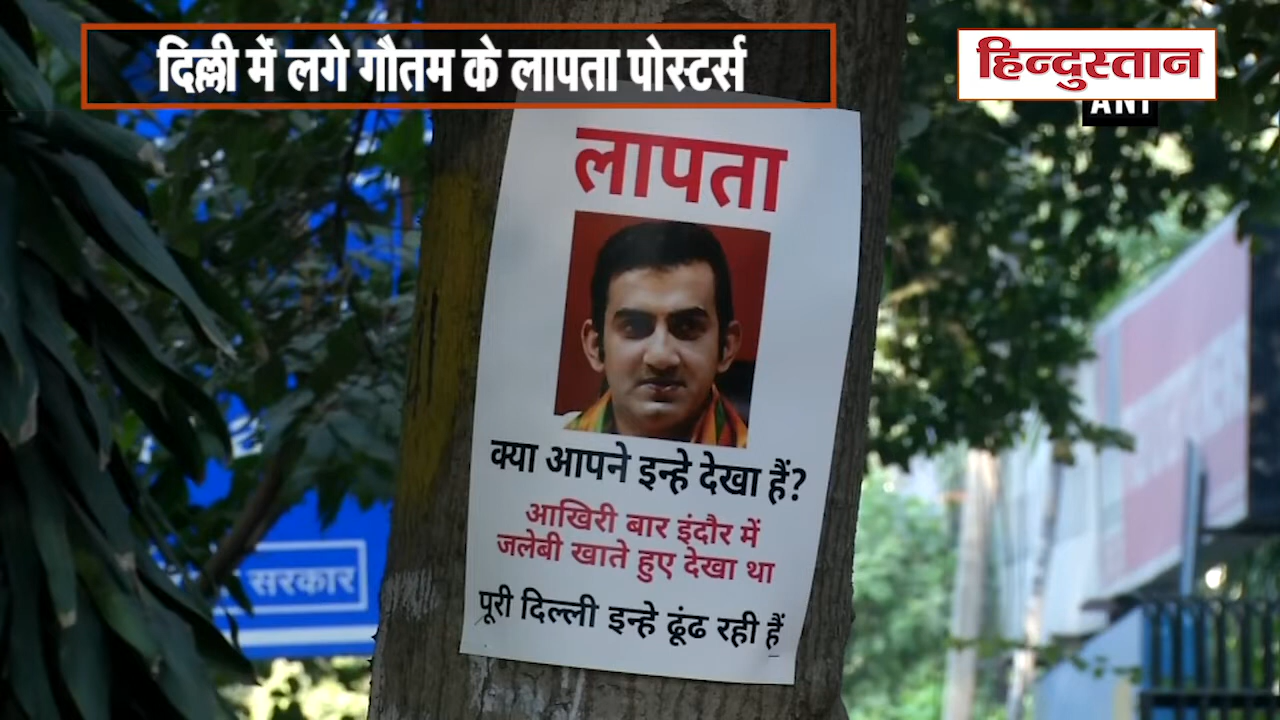 दिल्ली में लगे गौतम के लापता पोस्टर्स
हिन्दुस्तान
ANI
लापता
क्या आपने इन्हे देखा हैं?
आखिरी बार इंदौर में
जलेबी खाते हुए देखा था
पूरी दिल्ली इन्हे ढूंढ रही हैं
सरकार